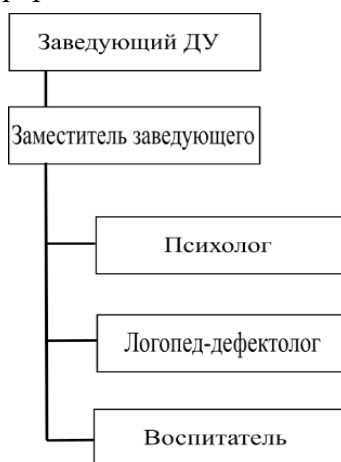 Заведующий ДУ
Заместитель заведующего
Психолог
Логопед-дефектолог
Воспитатель